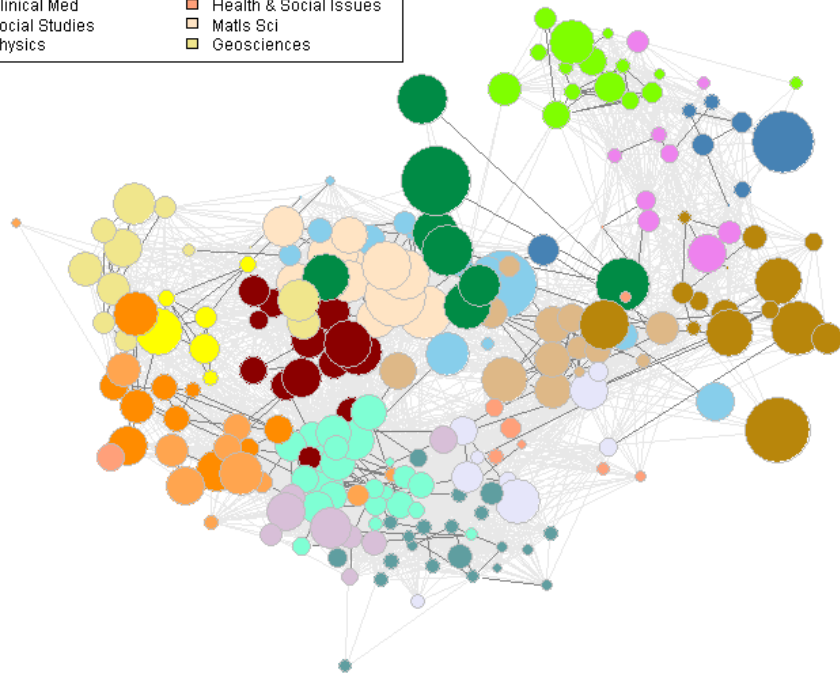 linical Med Health & Social Issues
ocial Studies Matls Sci
hysics Geosciences